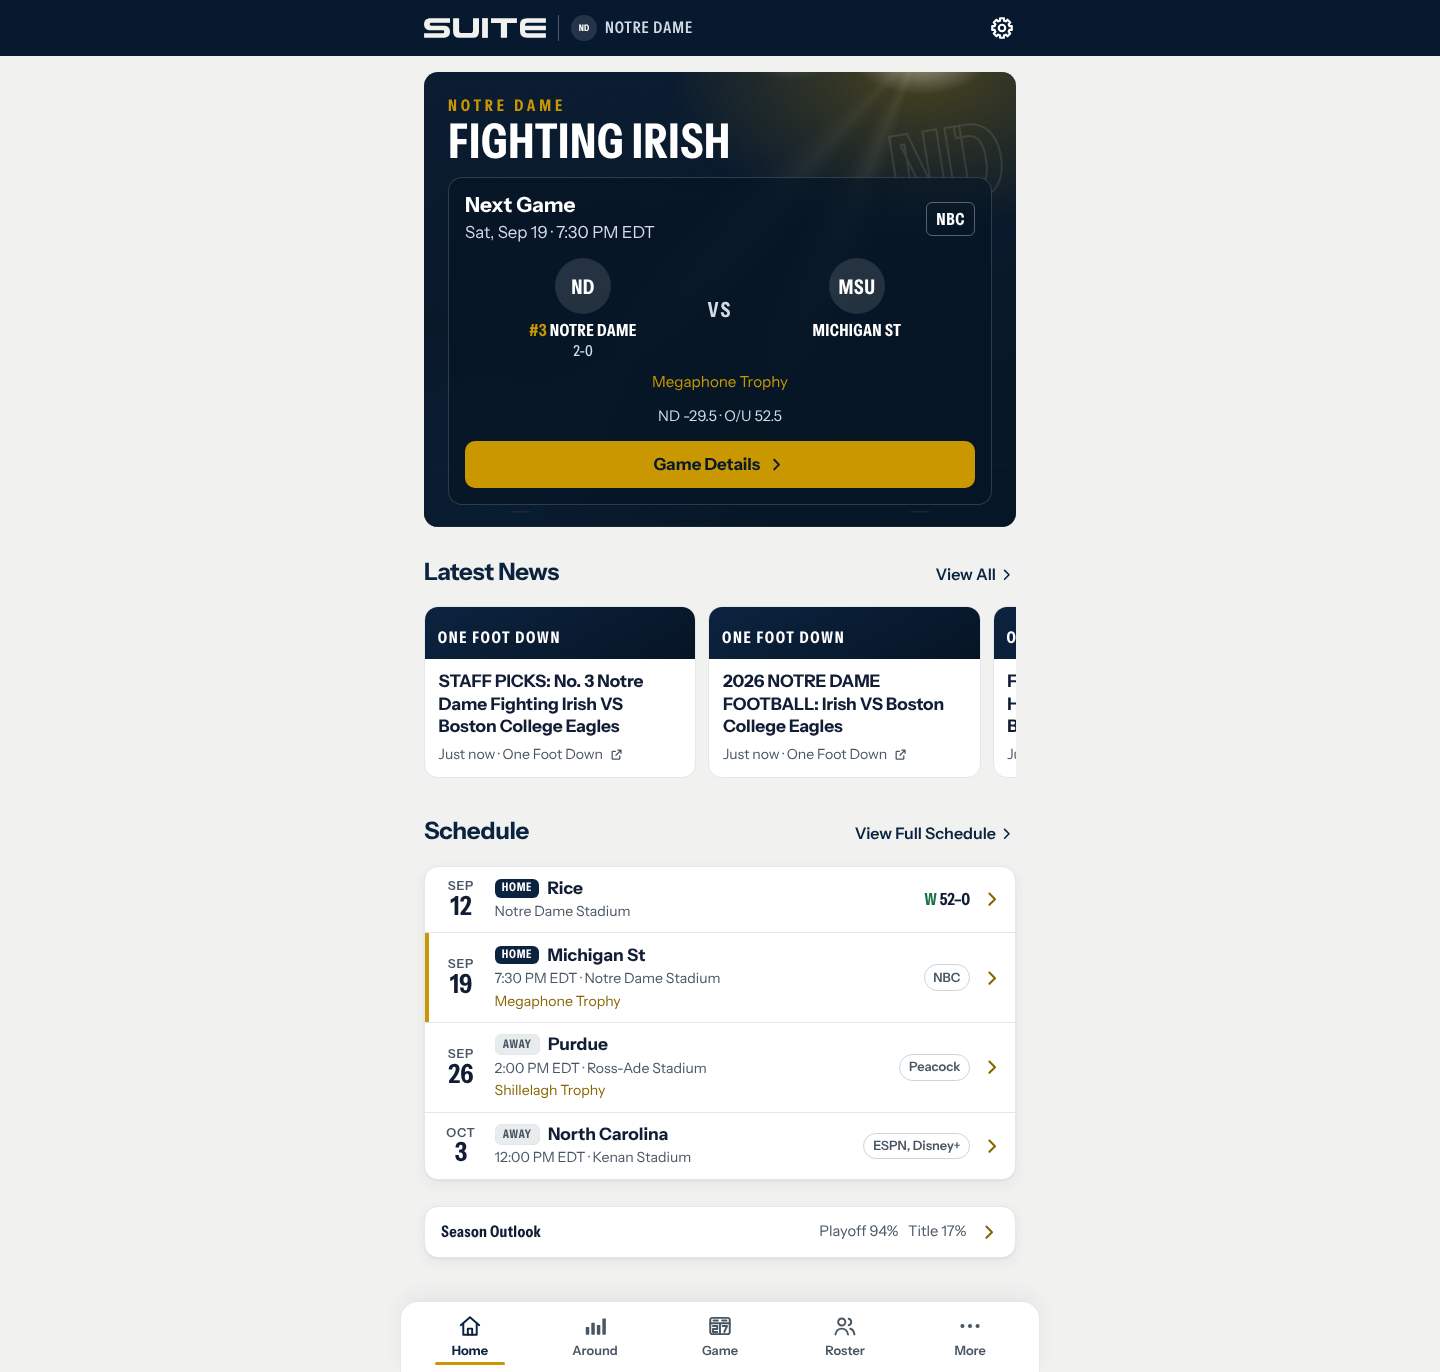 SUITE
ND NOTRE DAME
NOTRE DAME
FIGHTING IRISH
ND
Next Game
Sat, Sep 19 · 7:30 PM EDT
NBC
ND
MSU
VS
#3 NOTRE DAME
MICHIGAN ST
2-0
Megaphone Trophy
ND -29.5 · O/U 52.5
Game Details
Latest News
View All
ONE FOOT DOWN
STAFF PICKS: No. 3 Notre
Dame Fighting Irish VS
Boston College Eagles
Just now · One Foot Down
ONE FOOT DOWN
2026 NOTRE DAME
FOOTBALL: Irish VS Boston
College Eagles
Just now · One Foot Down
Schedule
View Full Schedule
SEP
12
HOME Rice
Notre Dame Stadium
W 52–0
SEP
19
HOME Michigan St
7:30 PM EDT · Notre Dame Stadium
Megaphone Trophy
NBC
SEP
26
AWAY Purdue
2:00 PM EDT · Ross-Ade Stadium
Shillelagh Trophy
Peacock
OCT
3
AWAY North Carolina
12:00 PM EDT · Kenan Stadium
ESPN, Disney+
Season Outlook
Playoff 94% Title 17%
Home
Around
27
Game
Roster
More